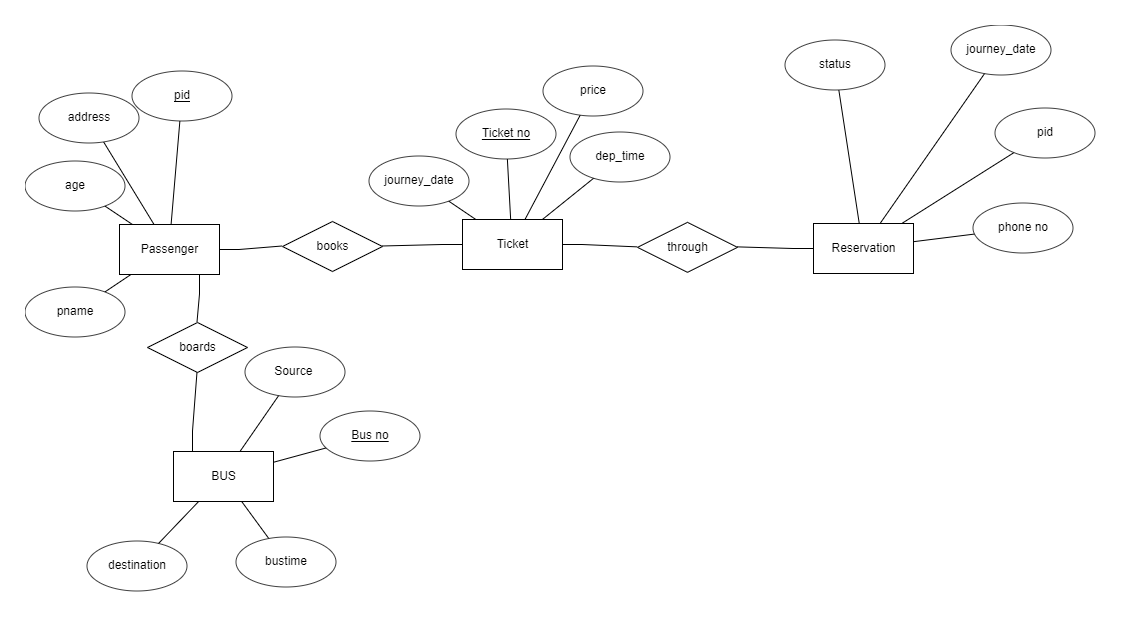 journey_date
status
price
pid
address
Ticket no
pid
dep_time
journey_date
age
phone no
Passenger
books
Ticket
through
Reservation
pname
boards
Source
Bus no
BUS
destination
bustime